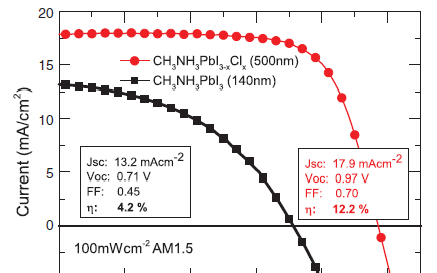 20
15
10
5
0
Current (mA/cm²)
CH₃NH₃PbI₃₋ₓClₓ (500nm)
CH₃NH₃PbI₃ (140nm)
Jsc: 13.2 mAcm⁻²
Voc: 0.71 V
FF: 0.45
η: 4.2 %
Jsc: 17.9 mAcm⁻²
Voc: 0.97 V
FF: 0.70
η: 12.2 %
100mWcm⁻² AM1.5